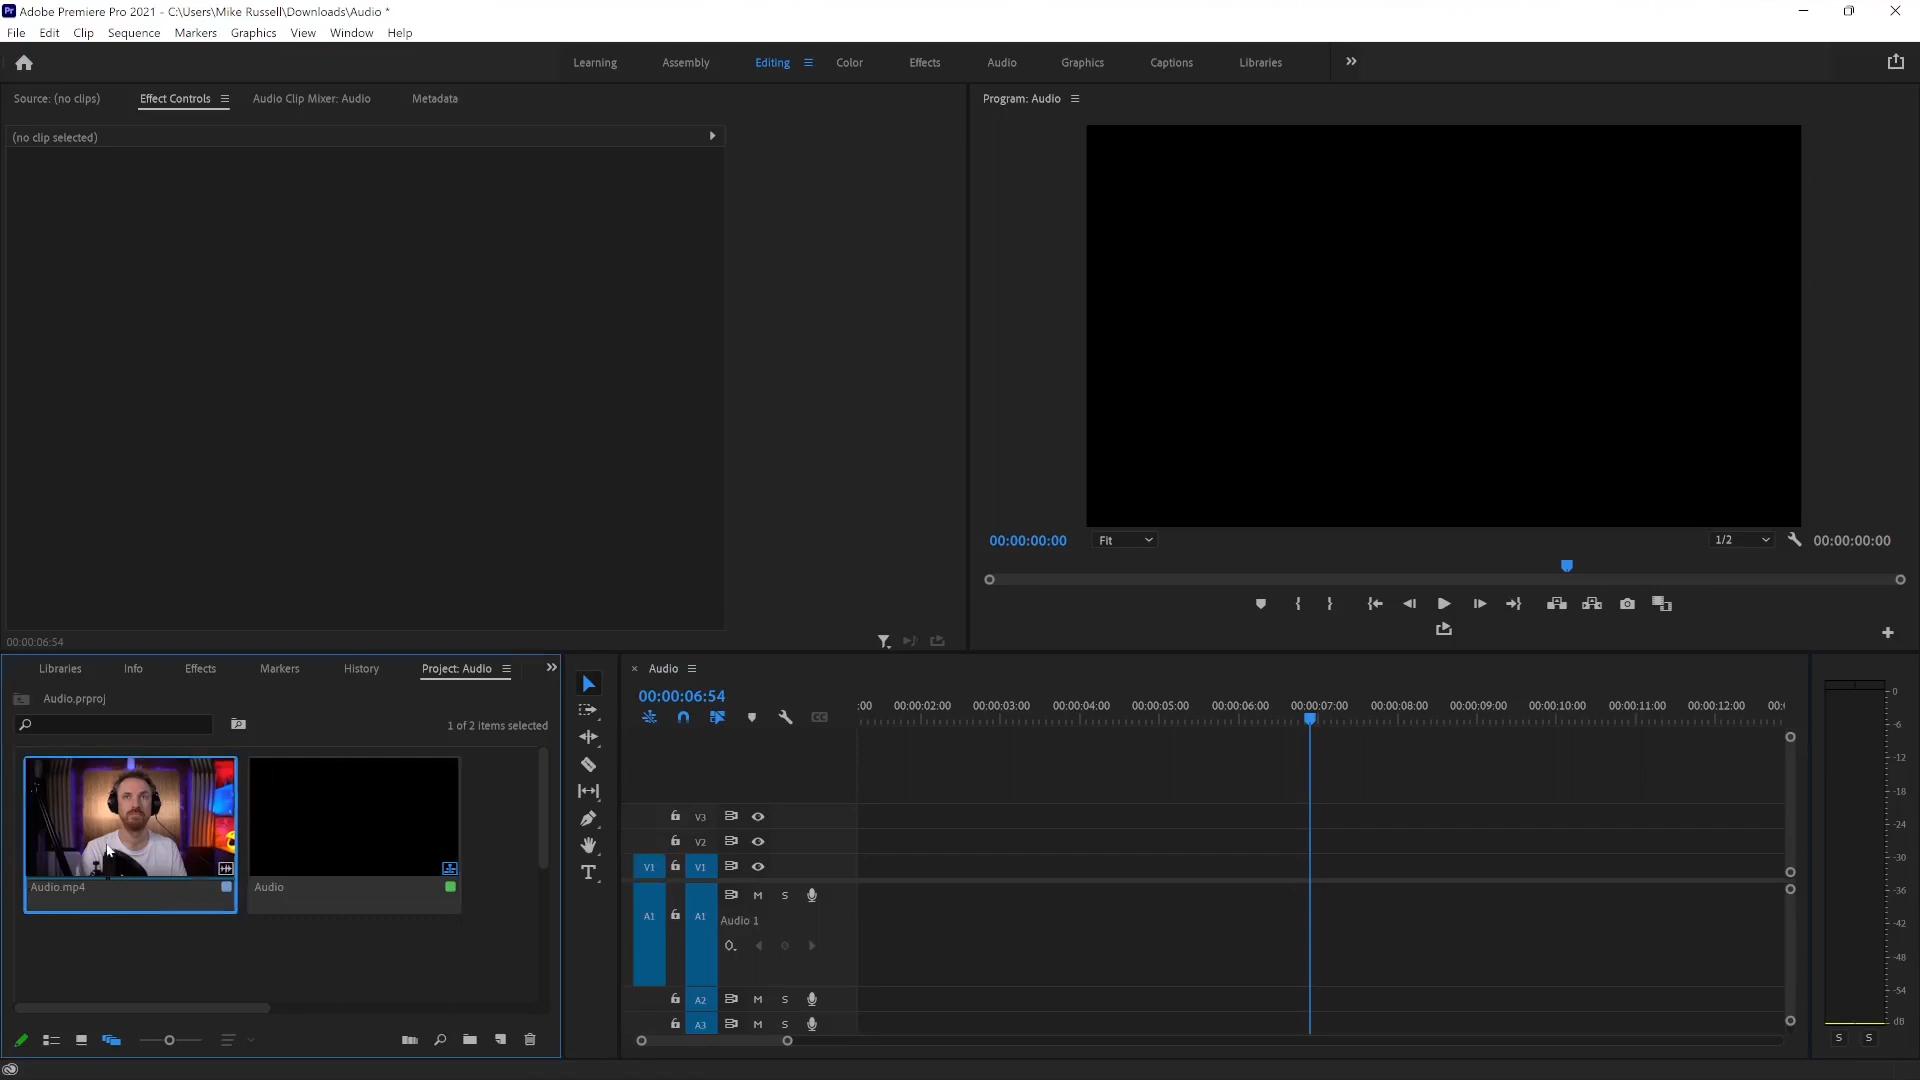 Pr Adobe Premiere Pro 2021 - C:\Users\Mike Russell\Downloads\Audio *
File Edit Clip Sequence Markers Graphics View Window Help
Learning Assembly Editing Color Effects Audio Graphics Captions Libraries
Source: (no clips) Effect Controls Audio Clip Mixer: Audio Metadata
Program: Audio
(no clip selected)
00:00:00:00 Fit 1/2 00:00:00:00
00:00:06:54
Libraries Info Effects Markers History Project: Audio
Audio.prproj
1 of 2 items selected
Audio.mp4
Audio
T
Audio
00:00:06:54
CC
:00 00:00:02:00 00:00:03:00 00:00:04:00 00:00:05:00 00:00:06:00 00:00:07:00 00:00:08:00 00:00:09:00 00:00:10:00 00:00:11:00 00:00:12:00 00:
V3
V2
V1 V1
M S
A1 A1 Audio 1
A2 M S
A3 M S
0
-6
-12
-18
-24
-30
-36
-42
-48
-54
dB
S S